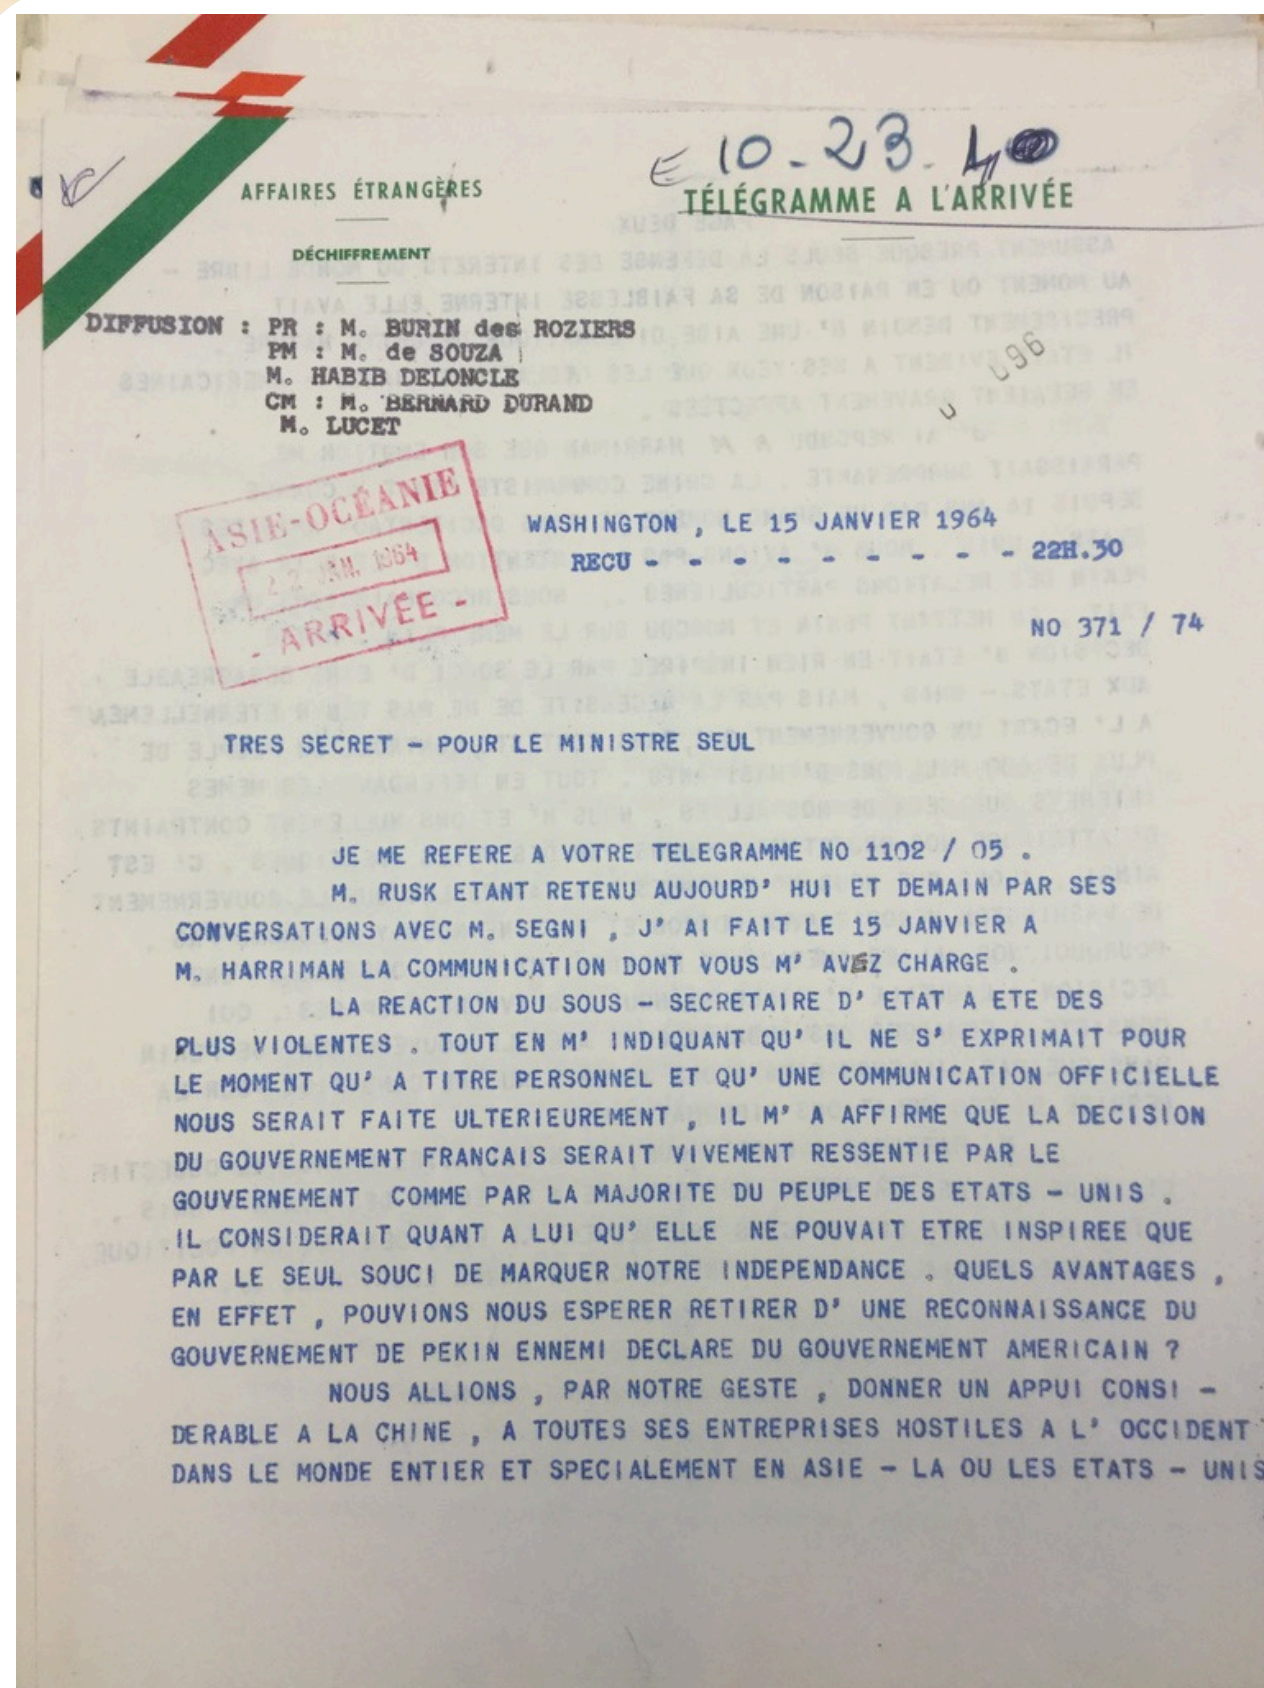 E 10-23.
AFFAIRES ÉTRANGÈRES
TÉLÉGRAMME A L'ARRIVÉE
DÉCHIFFREMENT
DIFFUSION : PR : M. BURIN des ROZIERS
PM : M. de SOUZA
M. HABIB DELONCLE
CM : M. BERNARD DURAND
M. LUCET
096
ASIE-OCÉANIE
22 JAN. 1964
- ARRIVÉE -
WASHINGTON , LE 15 JANVIER 1964
RECU - - - - - - - - - 22H.30
NO 371 / 74
TRES SECRET - POUR LE MINISTRE SEUL
JE ME REFERE A VOTRE TELEGRAMME NO 1102 / 05 .
M. RUSK ETANT RETENU AUJOURD' HUI ET DEMAIN PAR SES
CONVERSATIONS AVEC M. SEGNI , J' AI FAIT LE 15 JANVIER A
M. HARRIMAN LA COMMUNICATION DONT VOUS M' AVEZ CHARGE .
LA REACTION DU SOUS - SECRETAIRE D' ETAT A ETE DES
PLUS VIOLENTES . TOUT EN M' INDIQUANT QU' IL NE S' EXPRIMAIT POUR
LE MOMENT QU' A TITRE PERSONNEL ET QU' UNE COMMUNICATION OFFICIELLE
NOUS SERAIT FAITE ULTERIEUREMENT , IL M' A AFFIRME QUE LA DECISION
DU GOUVERNEMENT FRANCAIS SERAIT VIVEMENT RESSENTIE PAR LE
GOUVERNEMENT COMME PAR LA MAJORITE DU PEUPLE DES ETATS - UNIS .
IL CONSIDERAIT QUANT A LUI QU' ELLE NE POUVAIT ETRE INSPIREE QUE
PAR LE SEUL SOUCI DE MARQUER NOTRE INDEPENDANCE . QUELS AVANTAGES ,
EN EFFET , POUVIONS NOUS ESPERER RETIRER D' UNE RECONNAISSANCE DU
GOUVERNEMENT DE PEKIN ENNEMI DECLARE DU GOUVERNEMENT AMERICAIN ?
NOUS ALLIONS , PAR NOTRE GESTE , DONNER UN APPUI CONSI -
DERABLE A LA CHINE , A TOUTES SES ENTREPRISES HOSTILES A L' OCCIDENT
DANS LE MONDE ENTIER ET SPECIALEMENT EN ASIE - LA OU LES ETATS - UNIS